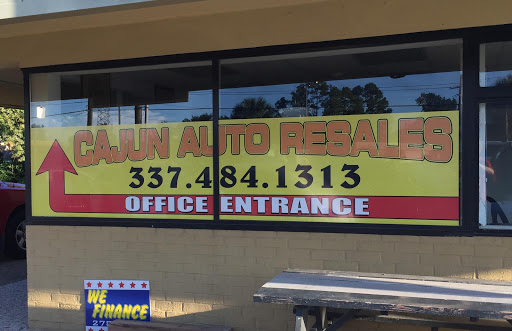 CAJUN AUTO RESALES
337.484.1313
OFFICE ENTRANCE
WE
FINANCE